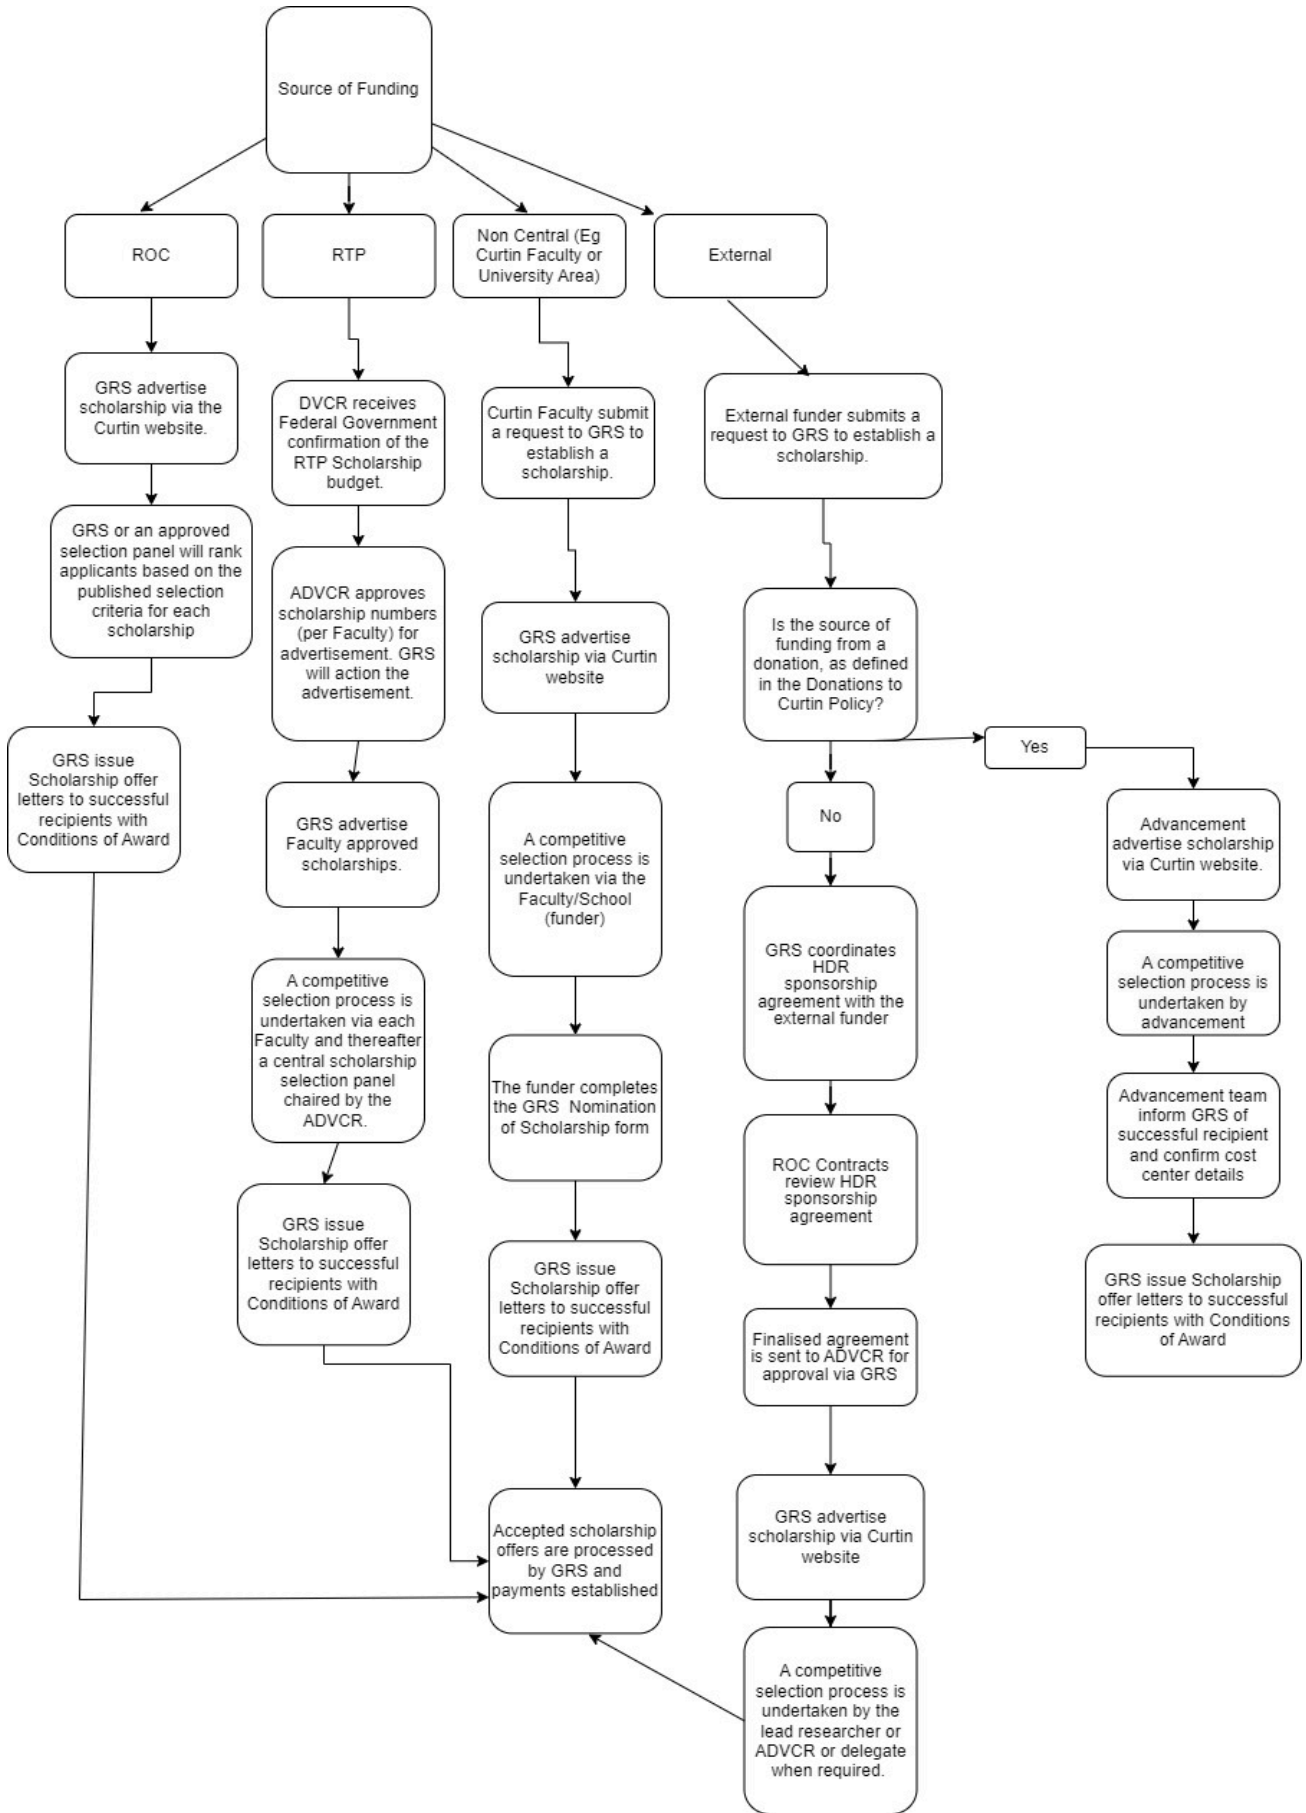 Source of Funding
ROC
RTP
Non Central (Eg
Curtin Faculty or
University Area)
External
GRS advertise
scholarship via the
Curtin website.
GRS or an approved
selection panel will rank
applicants based on the
published selection
criteria for each
scholarship
GRS issue
Scholarship offer
letters to successful
recipients with
Conditions of Award
DVCR receives
Federal Government
confirmation of the
RTP Scholarship
budget.
ADVCR approves
scholarship numbers
(per Faculty) for
advertisement. GRS
will action the
advertisement.
GRS advertise
Faculty approved
scholarships.
A competitive
selection process is
undertaken via each
Faculty and thereafter
a central scholarship
selection panel
chaired by the
ADVCR.
GRS issue
Scholarship offer
letters to successful
recipients with
Conditions of Award
Curtin Faculty submit
a request to GRS to
establish a
scholarship.
GRS advertise
scholarship via Curtin
website
A competitive
selection process is
undertaken via the
Faculty/School
(funder)
The funder completes
the GRS Nomination
of Scholarship form
GRS issue
Scholarship offer
letters to successful
recipients with
Conditions of Award
Accepted scholarship
offers are processed
by GRS and
payments established
External funder submits a
request to GRS to establish a
scholarship.
Is the source of
funding from a
donation, as defined
in the Donations to
Curtin Policy?
No
GRS coordinates
HDR
sponsorship
agreement with the
external funder
ROC Contracts
review HDR
sponsorship
agreement
Finalised agreement
is sent to ADVCR for
approval via GRS
GRS advertise
scholarship via Curtin
website
A competitive
selection process is
undertaken by the
lead researcher or
ADVCR or delegate
when required.
Yes
Advancement
advertise scholarship
via Curtin website.
A competitive
selection process is
undertaken by
advancement
Advancement team
inform GRS of
successful recipient
and confirm cost
center details
GRS issue Scholarship
offer letters to successful
recipients with Conditions
of Award